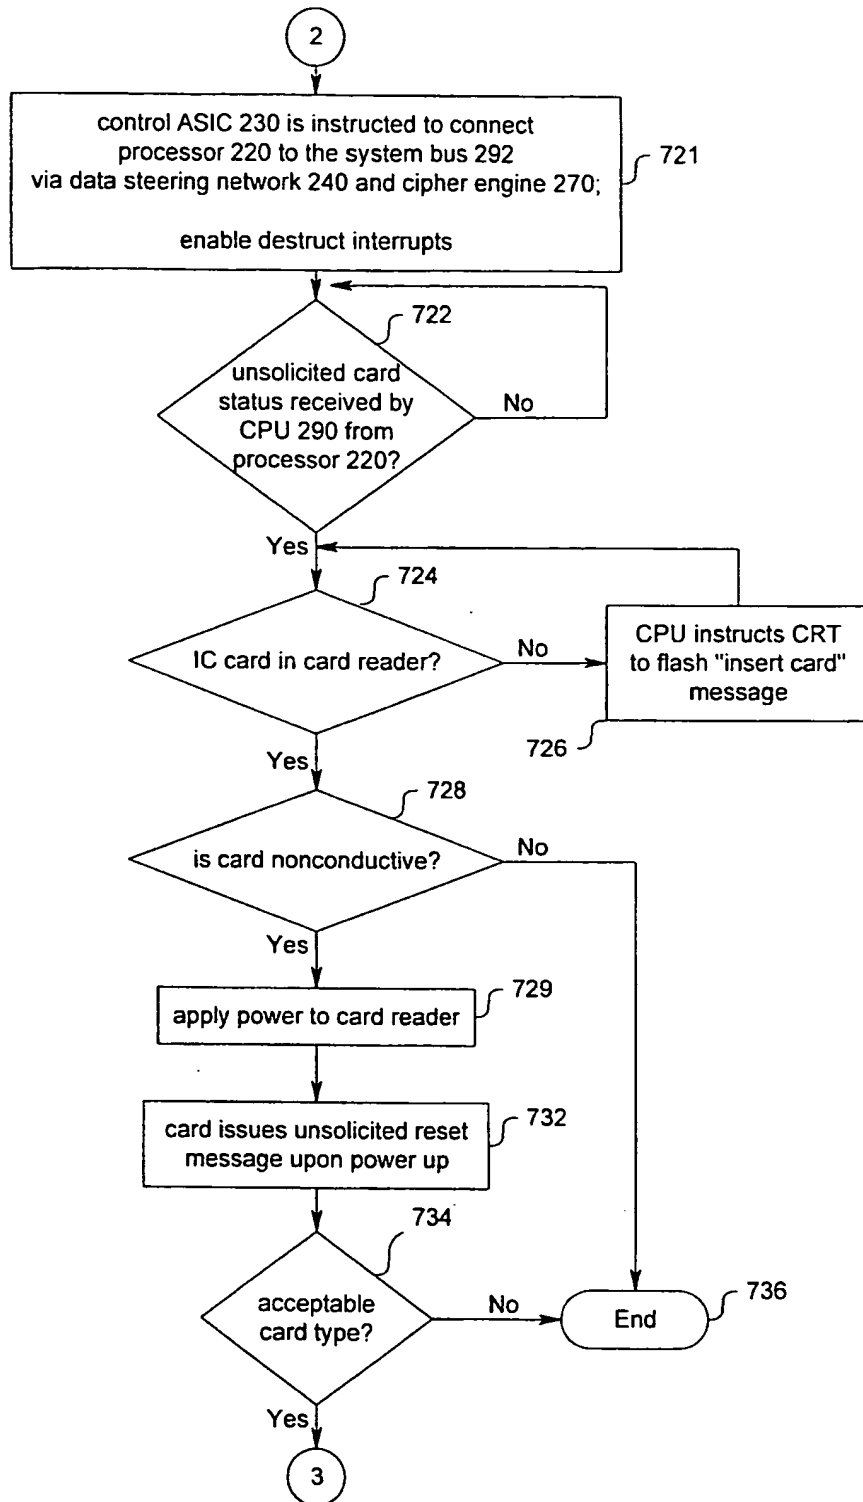 2
control ASIC 230 is instructed to connect
processor 220 to the system bus 292
via data steering network 240 and cipher engine 270;
enable destruct interrupts
721
722
unsolicited card
status received by
CPU 290 from
processor 220?
No
Yes
724
IC card in card reader?
No
CPU instructs CRT
to flash "insert card"
message
726
Yes
728
is card nonconductive?
No
Yes
729
apply power to card reader
732
card issues unsolicited reset
message upon power up
734
acceptable
card type?
No
End
736
Yes
3